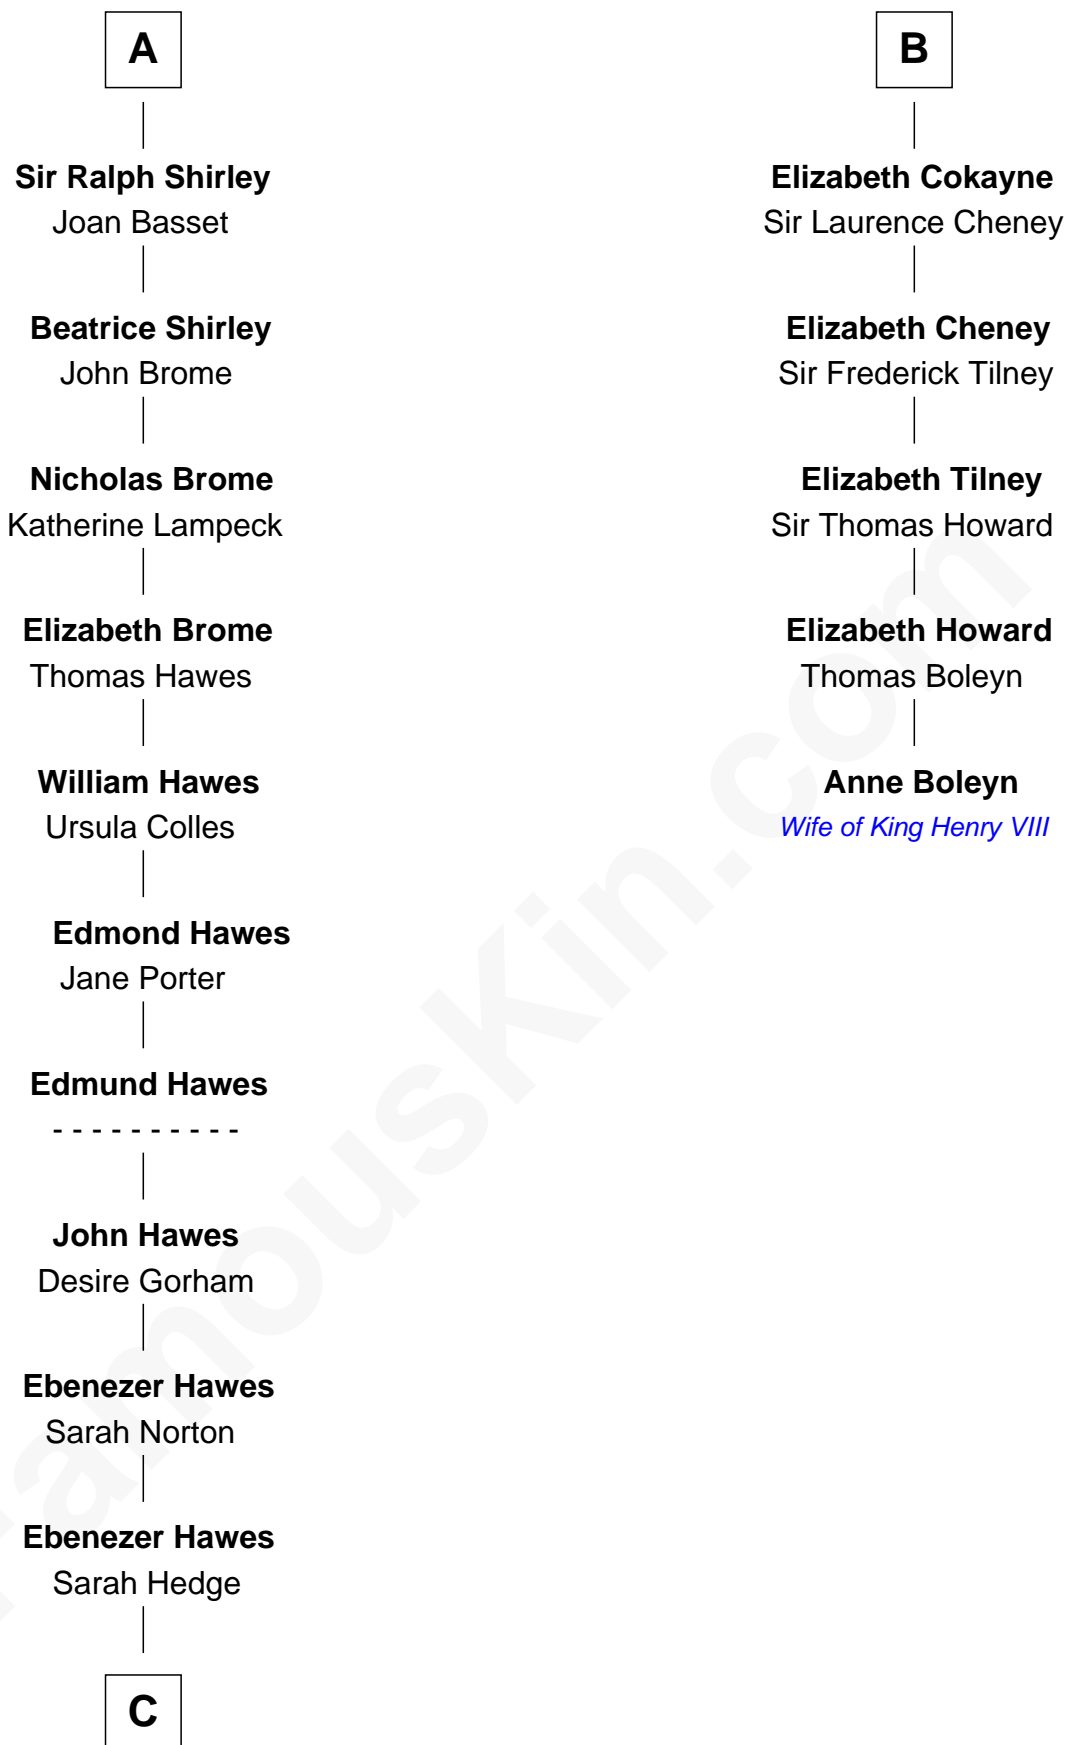 A
Sir Ralph Shirley
Joan Basset
Beatrice Shirley
John Brome
Nicholas Brome
Katherine Lampeck
Elizabeth Brome
Thomas Hawes
William Hawes
Ursula Colles
Edmond Hawes
Jane Porter
Edmund Hawes
- - - - - - - - - -
John Hawes
Desire Gorham
Ebenezer Hawes
Sarah Norton
Ebenezer Hawes
Sarah Hedge
C
B
Elizabeth Cokayne
Sir Laurence Cheney
Elizabeth Cheney
Sir Frederick Tilney
Elizabeth Tilney
Sir Thomas Howard
Elizabeth Howard
Thomas Boleyn
Anne Boleyn
Wife of King Henry VIII
FamousKin.com